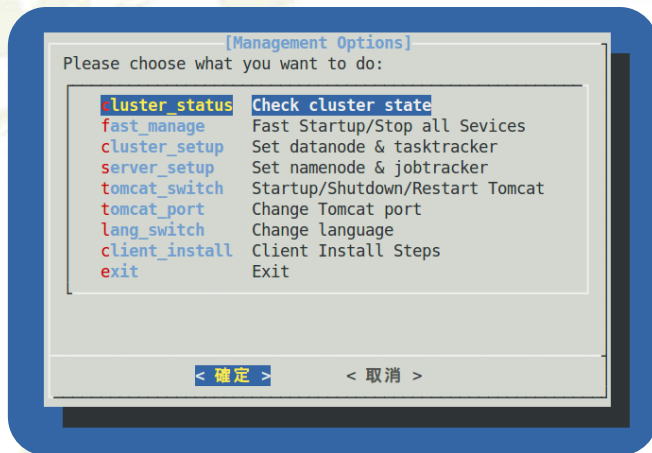 [Management Options]
Please choose what you want to do:
cluster_status Check cluster state
fast_manage Fast Startup/Stop all Sevices
cluster_setup Set datanode & tasktracker
server_setup Set namenode & jobtracker
tomcat_switch Startup/Shutdown/Restart Tomcat
tomcat_port Change Tomcat port
lang_switch Change language
client_install Client Install Steps
exit Exit
< 確定 > < 取消 >